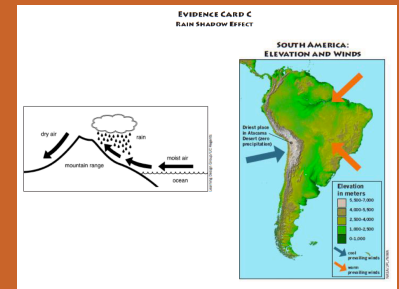 EVIDENCE CARD C
RAIN SHADOW EFFECT
SOUTH AMERICA:
ELEVATION AND WINDS
dry air
rain
moist air
mountain range
ocean
Driest place
in Atacama
Desert (zero
precipitation)
Elevation
in meters
5,500-7,000
4,000-5,500
2,500-4,000
1,000-2,500
0-1,000
cool
prevailing winds
warm
prevailing winds